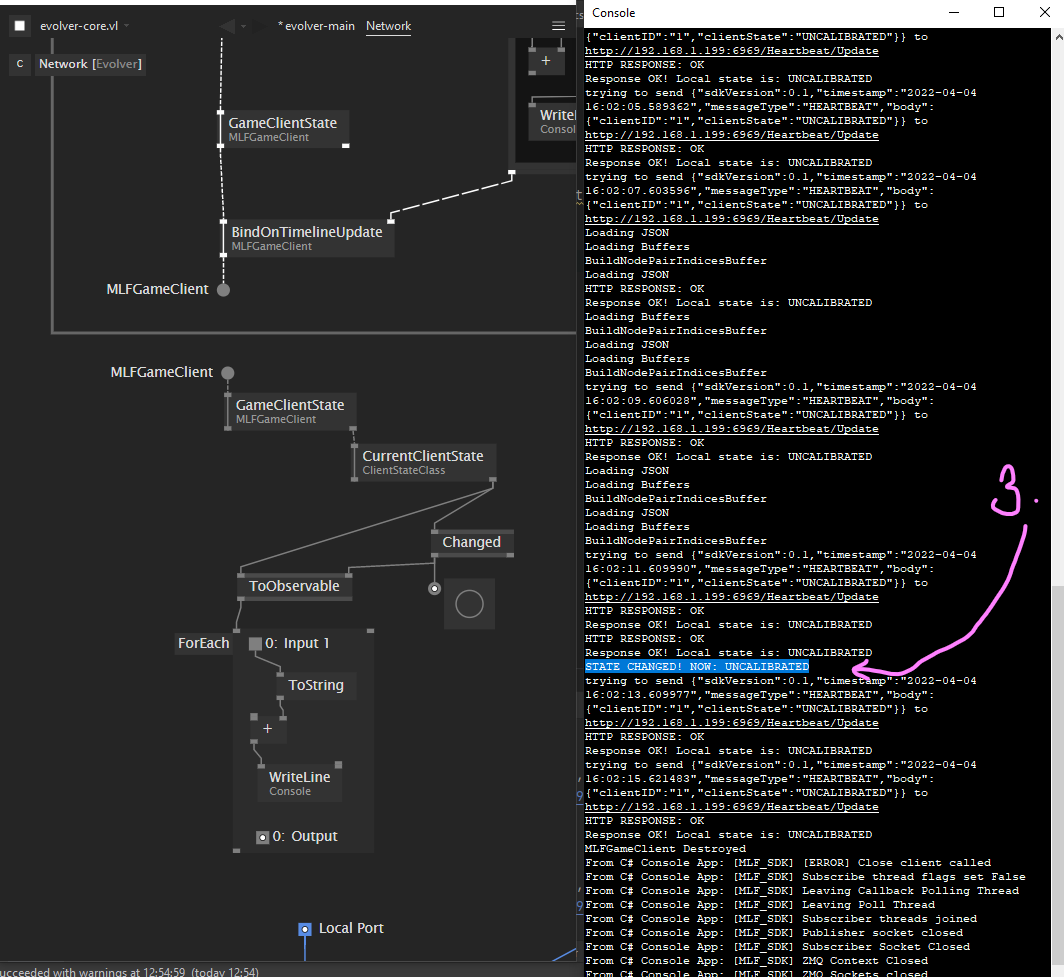 evolver-core.vl
* evolver-main
Network
C
Network [Evolver]
GameClientState
MLFGameClient
BindOnTimelineUpdate
MLFGameClient
MLFGameClient
+
Write
Consol
MLFGameClient
GameClientState
MLFGameClient
CurrentClientState
ClientStateClass
Changed
ToObservable
ForEach
0: Input 1
ToString
+
WriteLine
Console
0: Output
Local Port
ucceeded with warnings at 12:54:59 (today 12:54)
Console
{"clientID":"1","clientState":"UNCALIBRATED"}} to
http://192.168.1.199:6969/Heartbeat/Update
HTTP RESPONSE: OK
Response OK! Local state is: UNCALIBRATED
trying to send {"sdkVersion":0.1,"timestamp":"2022-04-04
16:02:05.589362","messageType":"HEARTBEAT","body":
{"clientID":"1","clientState":"UNCALIBRATED"}} to
http://192.168.1.199:6969/Heartbeat/Update
HTTP RESPONSE: OK
Response OK! Local state is: UNCALIBRATED
trying to send {"sdkVersion":0.1,"timestamp":"2022-04-04
16:02:07.603596","messageType":"HEARTBEAT","body":
{"clientID":"1","clientState":"UNCALIBRATED"}} to
http://192.168.1.199:6969/Heartbeat/Update
Loading JSON
Loading Buffers
BuildNodePairIndicesBuffer
Loading JSON
HTTP RESPONSE: OK
Response OK! Local state is: UNCALIBRATED
Loading Buffers
BuildNodePairIndicesBuffer
Loading JSON
Loading Buffers
BuildNodePairIndicesBuffer
trying to send {"sdkVersion":0.1,"timestamp":"2022-04-04
16:02:09.606028","messageType":"HEARTBEAT","body":
{"clientID":"1","clientState":"UNCALIBRATED"}} to
http://192.168.1.199:6969/Heartbeat/Update
HTTP RESPONSE: OK
Response OK! Local state is: UNCALIBRATED
Loading JSON
Loading Buffers
BuildNodePairIndicesBuffer
Loading JSON
Loading Buffers
BuildNodePairIndicesBuffer
trying to send {"sdkVersion":0.1,"timestamp":"2022-04-04
16:02:11.609990","messageType":"HEARTBEAT","body":
{"clientID":"1","clientState":"UNCALIBRATED"}} to
http://192.168.1.199:6969/Heartbeat/Update
HTTP RESPONSE: OK
Response OK! Local state is: UNCALIBRATED
HTTP RESPONSE: OK
Response OK! Local state is: UNCALIBRATED
STATE CHANGED! NOW: UNCALIBRATED
trying to send {"sdkVersion":0.1,"timestamp":"2022-04-04
16:02:13.609977","messageType":"HEARTBEAT","body":
{"clientID":"1","clientState":"UNCALIBRATED"}} to
http://192.168.1.199:6969/Heartbeat/Update
HTTP RESPONSE: OK
Response OK! Local state is: UNCALIBRATED
trying to send {"sdkVersion":0.1,"timestamp":"2022-04-04
16:02:15.621483","messageType":"HEARTBEAT","body":
{"clientID":"1","clientState":"UNCALIBRATED"}} to
http://192.168.1.199:6969/Heartbeat/Update
HTTP RESPONSE: OK
Response OK! Local state is: UNCALIBRATED
MLFGameClient Destroyed
From C# Console App: [MLF_SDK] [ERROR] Close client called
From C# Console App: [MLF_SDK] Subscribe thread flags set False
From C# Console App: [MLF_SDK] Leaving Callback Polling Thread
From C# Console App: [MLF_SDK] Leaving Poll Thread
From C# Console App: [MLF_SDK] Subscriber threads joined
From C# Console App: [MLF_SDK] Publisher socket closed
From C# Console App: [MLF_SDK] Subscriber Socket Closed
From C# Console App: [MLF_SDK] ZMQ Context Closed
From C# Console App: [MLF_SDK] ZMQ Sockets closed
3.